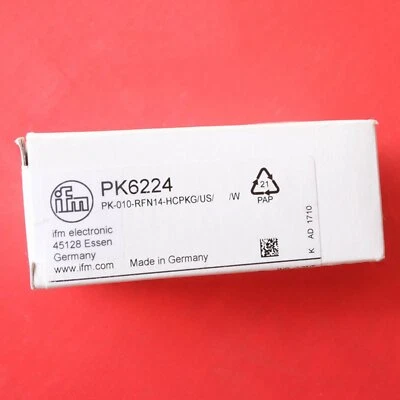 ifm
PK6224
PK-010-RFN14-HCPKG/US/ /W
21
PAP
ifm electronic
45128 Essen
Germany
www.ifm.com
Made in Germany
K AD 1710